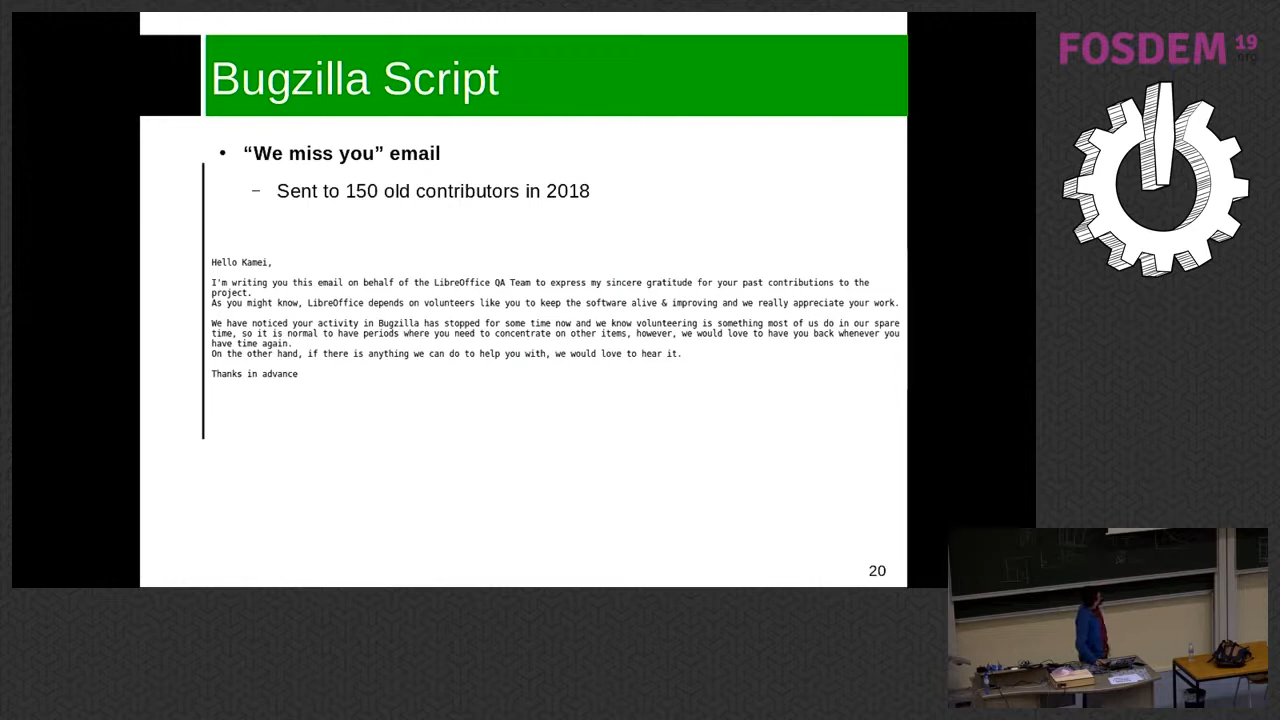 FOSDEM 19
.org
Bugzilla Script
• “We miss you” email
– Sent to 150 old contributors in 2018
Hello Kamei,
I'm writing you this email on behalf of the LibreOffice QA Team to express my sincere gratitude for your past contributions to the
project.
As you might know, LibreOffice depends on volunteers like you to keep the software alive & improving and we really appreciate your work.
We have noticed your activity in Bugzilla has stopped for some time now and we know volunteering is something most of us do in our spare
time, so it is normal to have periods where you need to concentrate on other items, however, we would love to have you back whenever you
have time again.
On the other hand, if there is anything we can do to help you with, we would love to hear it.
Thanks in advance
20